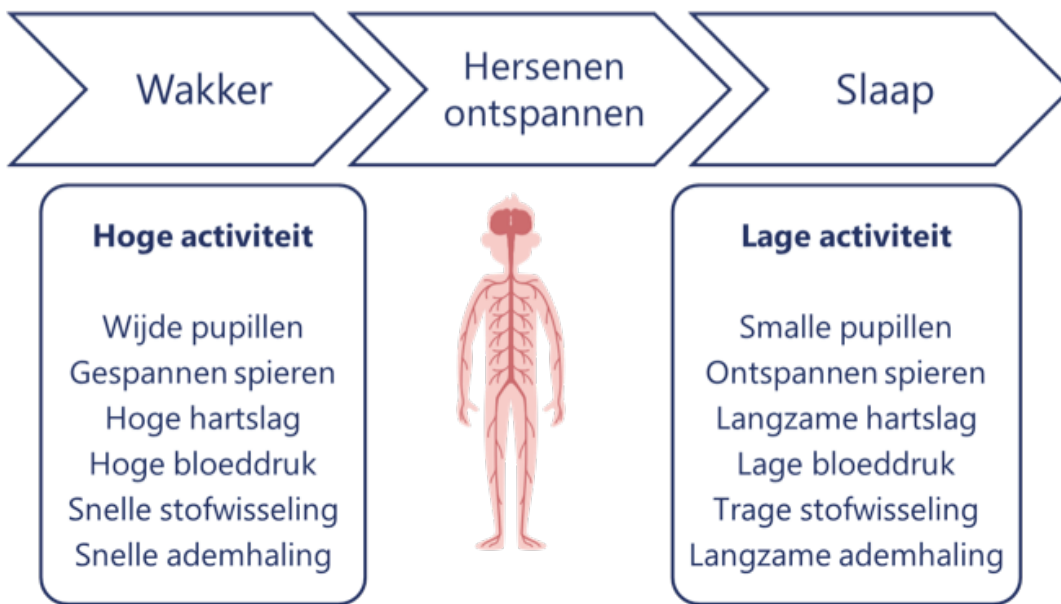 Wakker
Hersenen
ontspannen
Slaap
Hoge activiteit
Wijde pupillen
Gespannen spieren
Hoge hartslag
Hoge bloeddruk
Snelle stofwisseling
Snelle ademhaling
Lage activiteit
Smalle pupillen
Ontspannen spieren
Langzame hartslag
Lage bloeddruk
Trage stofwisseling
Langzame ademhaling